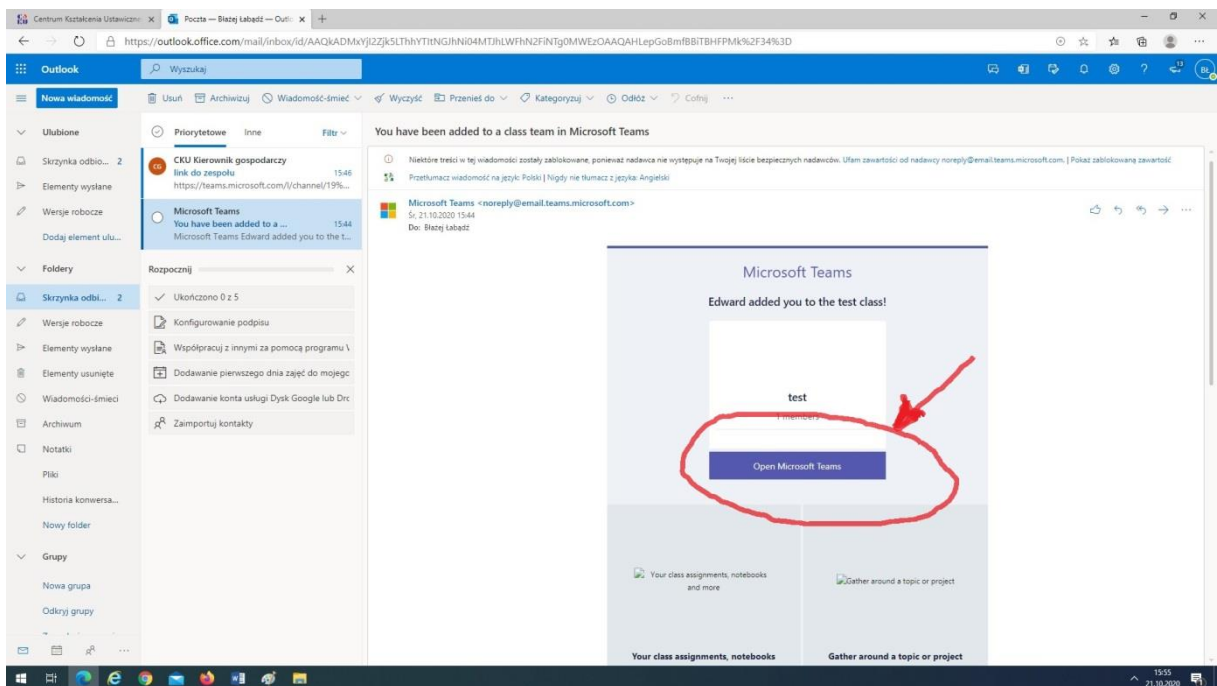 Centrum Kształcenia Ustawiczne
Poczta — Błażej Łabądź — Outlo
https://outlook.office.com/mail/inbox/id/
Outlook
Wyszukaj
13
BŁ
Nowa wiadomość
Usuń Archiwizuj Wiadomość-śmieć Wyczyść Przenieś do Kategoryzuj Odłóż Cofnij ...
Ulubione
Skrzynka odbio... 2
Elementy wysłane
Wersje robocze
Dodaj element ulu...
Foldery
Skrzynka odbi... 2
Wersje robocze
Elementy wysłane
Elementy usunięte
Wiadomości-śmieci
Archiwum
Notatki
Pliki
Historia konwersa...
Nowy folder
Grupy
Nowa grupa
Odkryj grupy
Priorytetowe Inne Filtr
CG
CKU Kierownik gospodarczy
link do zespołu 15:46
https://teams.microsoft.com/l/channel/19%...
Microsoft Teams
You have been added to a ... 15:44
Microsoft Teams Edward added you to the t...
Rozpocznij
Ukończono 0 z 5
Konfigurowanie podpisu
Współpracuj z innymi za pomocą programu
Dodawanie pierwszego dnia zajęć do mojego
Dodawanie konta usługi Dysk Google lub Dro
Zaimportuj kontakty
You have been added to a class team in Microsoft Teams
Niektóre treści w tej wiadomości zostały zablokowane, ponieważ nadawca nie występuje na Twojej liście bezpiecznych nadawców. Ufam zawartości od nadawcy noreply@email.teams.microsoft.com. | Pokaż zablokowaną zawartość
Przetłumacz wiadomość na język: Polski | Nigdy nie tłumacz z języka: Angielski
Microsoft Teams <noreply@email.teams.microsoft.com>
Śr, 21.10.2020 15:44
Do: Błażej Łabądź
Microsoft Teams
Edward added you to the test class!
test
1 members
Open Microsoft Teams
Your class assignments, notebooks
and more
Gather around a topic or project
Your class assignments, notebooks
Gather around a topic or project
15:55
21.10.2020